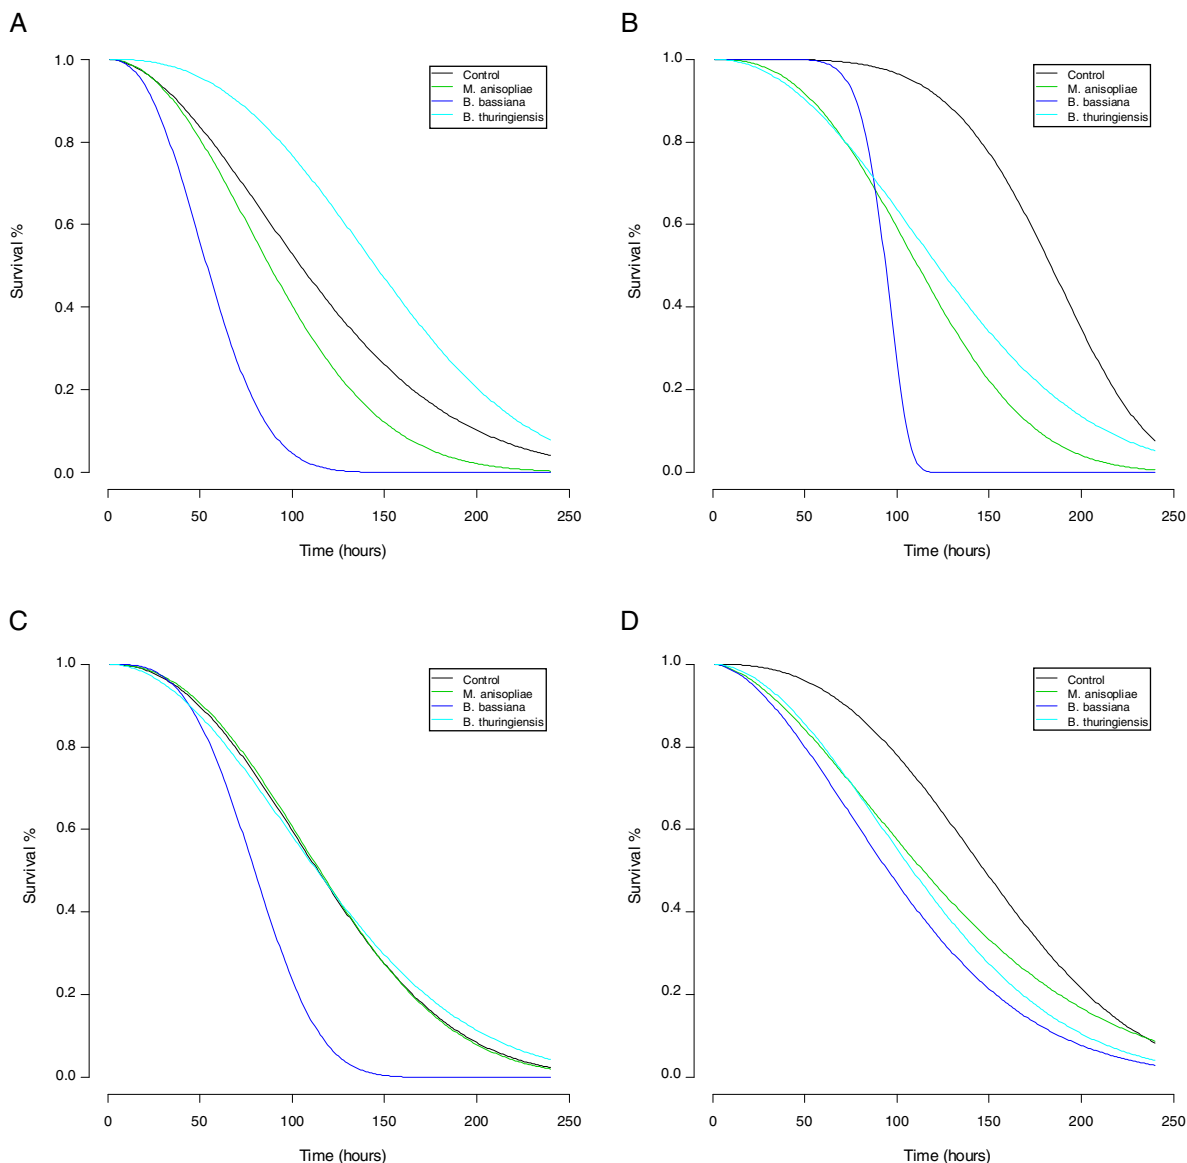 A
1.0
0.8
0.6
0.4
0.2
0.0
Survival %
0
50
100
150
200
250
Time (hours)
Control
M. anisopliae
B. bassiana
B. thuringiensis
B
1.0
0.8
0.6
0.4
0.2
0.0
Survival %
0
50
100
150
200
250
Time (hours)
Control
M. anisopliae
B. bassiana
B. thuringiensis
C
1.0
0.8
0.6
0.4
0.2
0.0
Survival %
0
50
100
150
200
250
Time (hours)
Control
M. anisopliae
B. bassiana
B. thuringiensis
D
1.0
0.8
0.6
0.4
0.2
0.0
Survival %
0
50
100
150
200
250
Time (hours)
Control
M. anisopliae
B. bassiana
B. thuringiensis